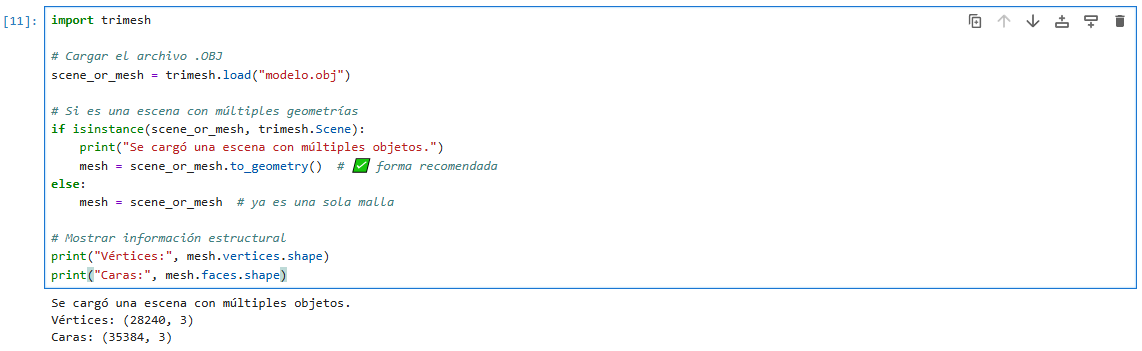 [11]:
import trimesh
# Cargar el archivo .OBJ
scene_or_mesh = trimesh.load("modelo.obj")
# Si es una escena con múltiples geometrías
if isinstance(scene_or_mesh, trimesh.Scene):
    print("Se cargó una escena con múltiples objetos.")
    mesh = scene_or_mesh.to_geometry()  # ✅ forma recomendada
else:
    mesh = scene_or_mesh  # ya es una sola malla
# Mostrar información estructural
print("Vértices:", mesh.vertices.shape)
print("Caras:", mesh.faces.shape)
Se cargó una escena con múltiples objetos.
Vértices: (28240, 3)
Caras: (35384, 3)